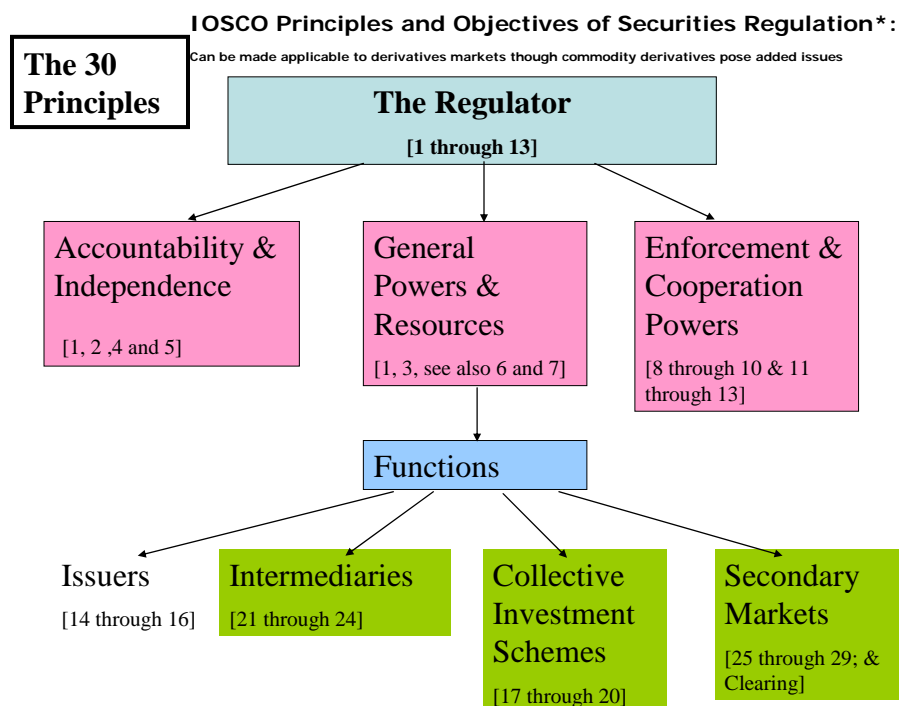 IOSCO Principles and Objectives of Securities Regulation*:
Can be made applicable to derivatives markets though commodity derivatives pose added issues
The 30
Principles
The Regulator
[1 through 13]
Accountability &
Independence
[1, 2 ,4 and 5]
General
Powers &
Resources
[1, 3, see also 6 and 7]
Enforcement &
Cooperation
Powers
[8 through 10 & 11
through 13]
Functions
Issuers
[14 through 16]
Intermediaries
[21 through 24]
Collective
Investment
Schemes
[17 through 20]
Secondary
Markets
[25 through 29; &
Clearing]